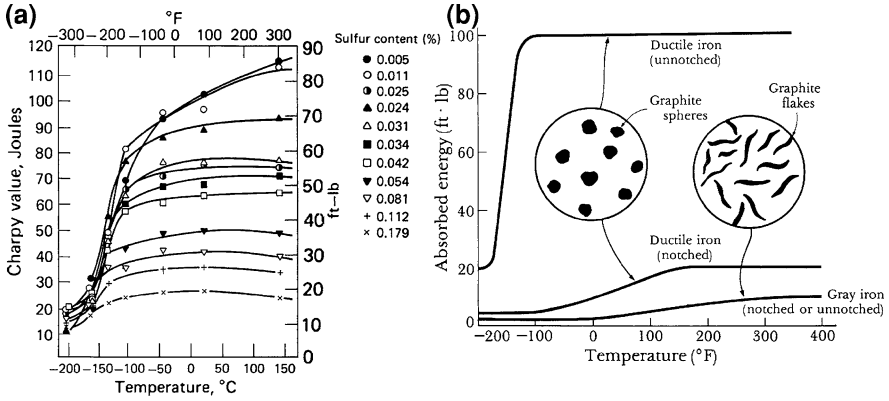 (a)
°F
−300 −200 −100 0 100 200 300
120
110
100
90
80
70
60
50
40
30
20
10
Charpy value, Joules
90
80
70
60
50
40
30
20
10
0
ft−lb
−200 −150 −100 −50 0 50 100 150
Temperature, °C
Sulfur content (%)
0.005
0.011
0.025
0.024
0.031
0.034
0.042
0.054
0.081
0.112
0.179
(b)
100
80
60
40
20
0
Absorbed energy (ft · lb)
Ductile iron
(unnotched)
Graphite
spheres
Graphite
flakes
Ductile iron
(notched)
Gray iron
(notched or unnotched)
−200 −100 0 100 200 300 400
Temperature (°F)